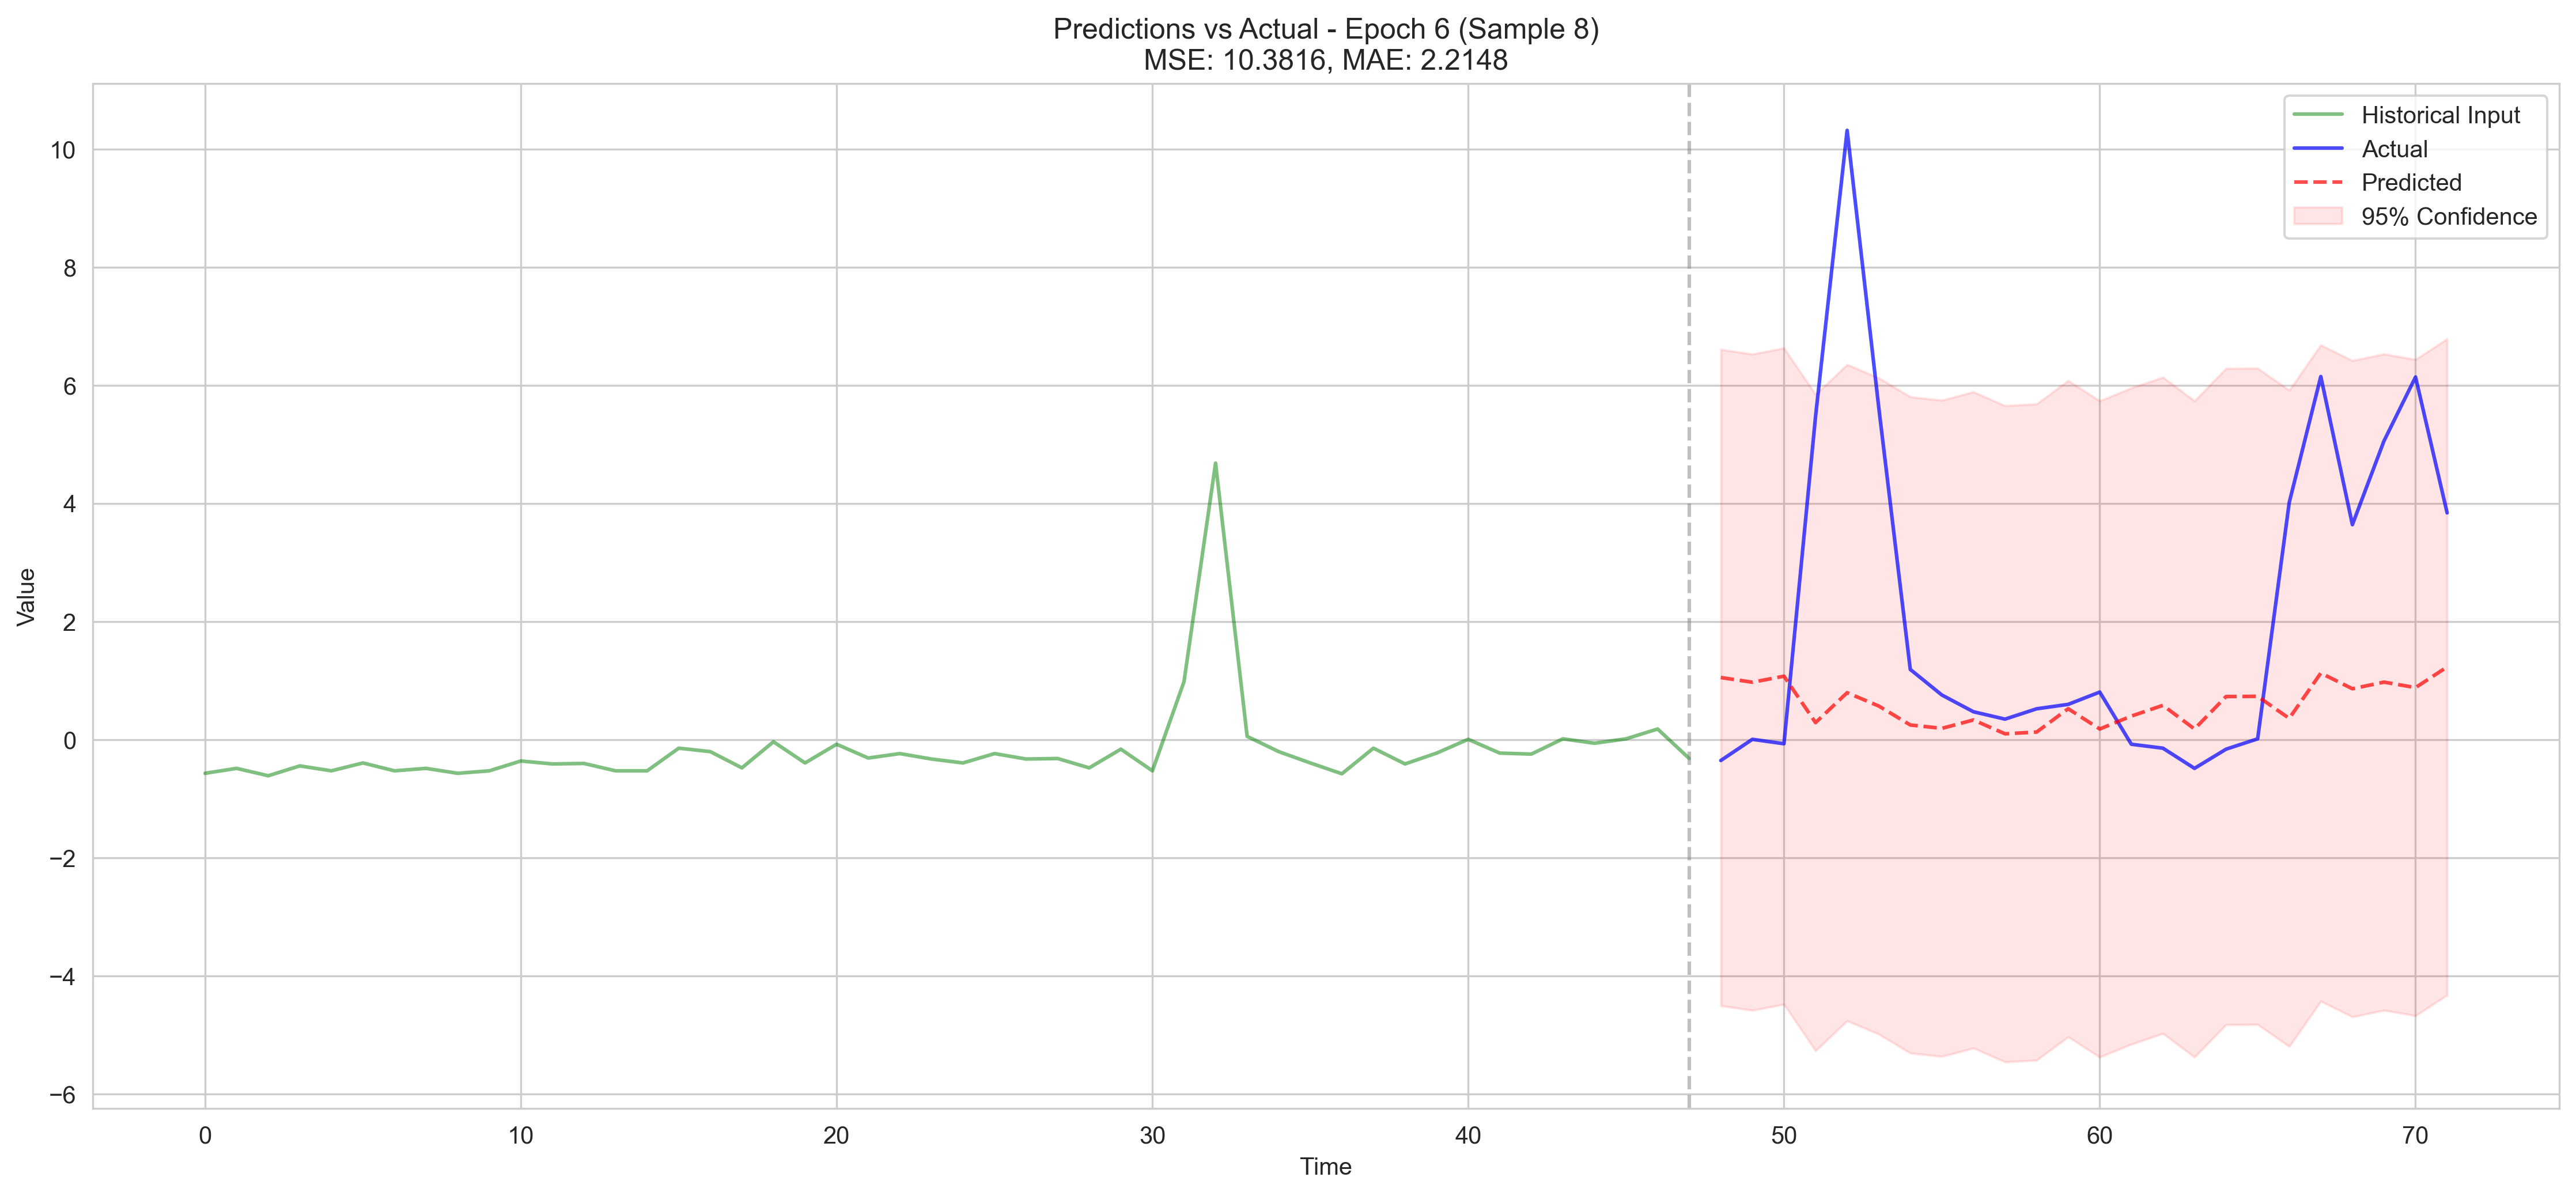 Predictions vs Actual - Epoch 6 (Sample 8)
MSE: 10.3816, MAE: 2.2148
Historical Input
Actual
Predicted
95% Confidence
10
8
6
4
2
0
−2
−4
−6
Value
0 10 20 30 40 50 60 70
Time